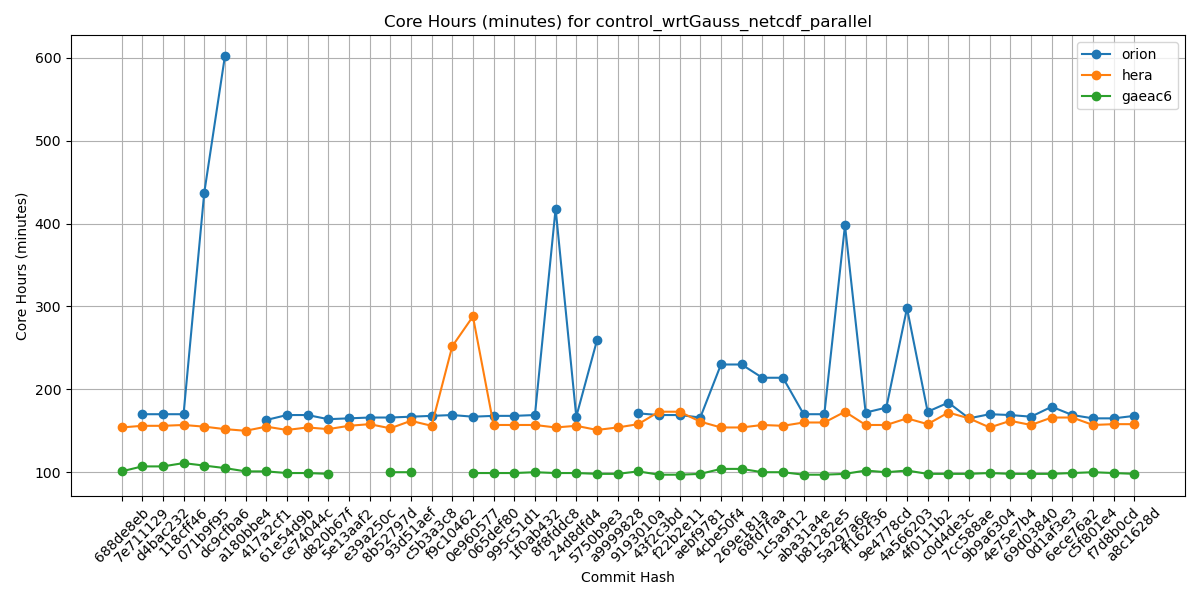 Core Hours (minutes) for control_wrtGauss_netcdf_parallel
orion
hera
gaeac6
Core Hours (minutes)
600
500
400
300
200
100
688de8eb
7e711129
d4bac232
118cff46
071b9f95
dc9cfba6
a180bbe4
417a2cf1
61e54d9b
ce74044c
d820b67f
5e13aaf2
e39a250c
8b52797d
93d51aef
c5b3a3c8
f9c10462
0e960577
065def80
995c51d1
1f0ab432
8f8fddc8
24d8dfd4
5750b9e3
a9999828
9193010a
43f253bd
f22b2e11
aebf9781
4cbe50f4
269e181a
68fd7faa
1c5a9f12
aba31a4e
b81282e5
5a297a6e
ff162f36
9e4778cd
4a566203
4f0112b2
c0d4de3c
7cc588ae
9b9a6304
4e75e7b4
69d03840
0d1af3e3
6ece76a2
c5f801e4
f7d8b0cd
a8c1628d
Commit Hash